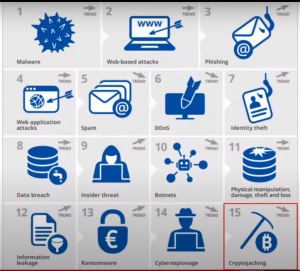 1
TREND
Malware
2
TREND
WWW
Web-based attacks
3
TREND
Phishing
4
TREND
Web application
attacks
5
TREND
Spam
6
TREND
DDoS
7
TREND
Identity theft
8
TREND
Data breach
9
TREND
Insider threat
10
TREND
Botnets
11
TREND
Physical manipulation,
damage, theft and loss
12
TREND
Information
leakage
13
TREND
Ransomware
14
TREND
Cyberespionage
15
TREND
Cryptojacking